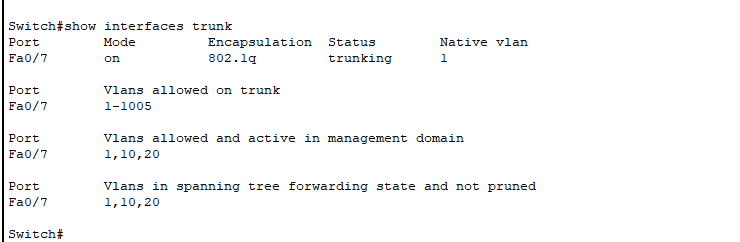 Switch#show interfaces trunk
Port        Mode         Encapsulation  Status        Native vlan
Fa0/7       on           802.1q         trunking      1
Port        Vlans allowed on trunk
Fa0/7       1-1005
Port        Vlans allowed and active in management domain
Fa0/7       1,10,20
Port        Vlans in spanning tree forwarding state and not pruned
Fa0/7       1,10,20
Switch#